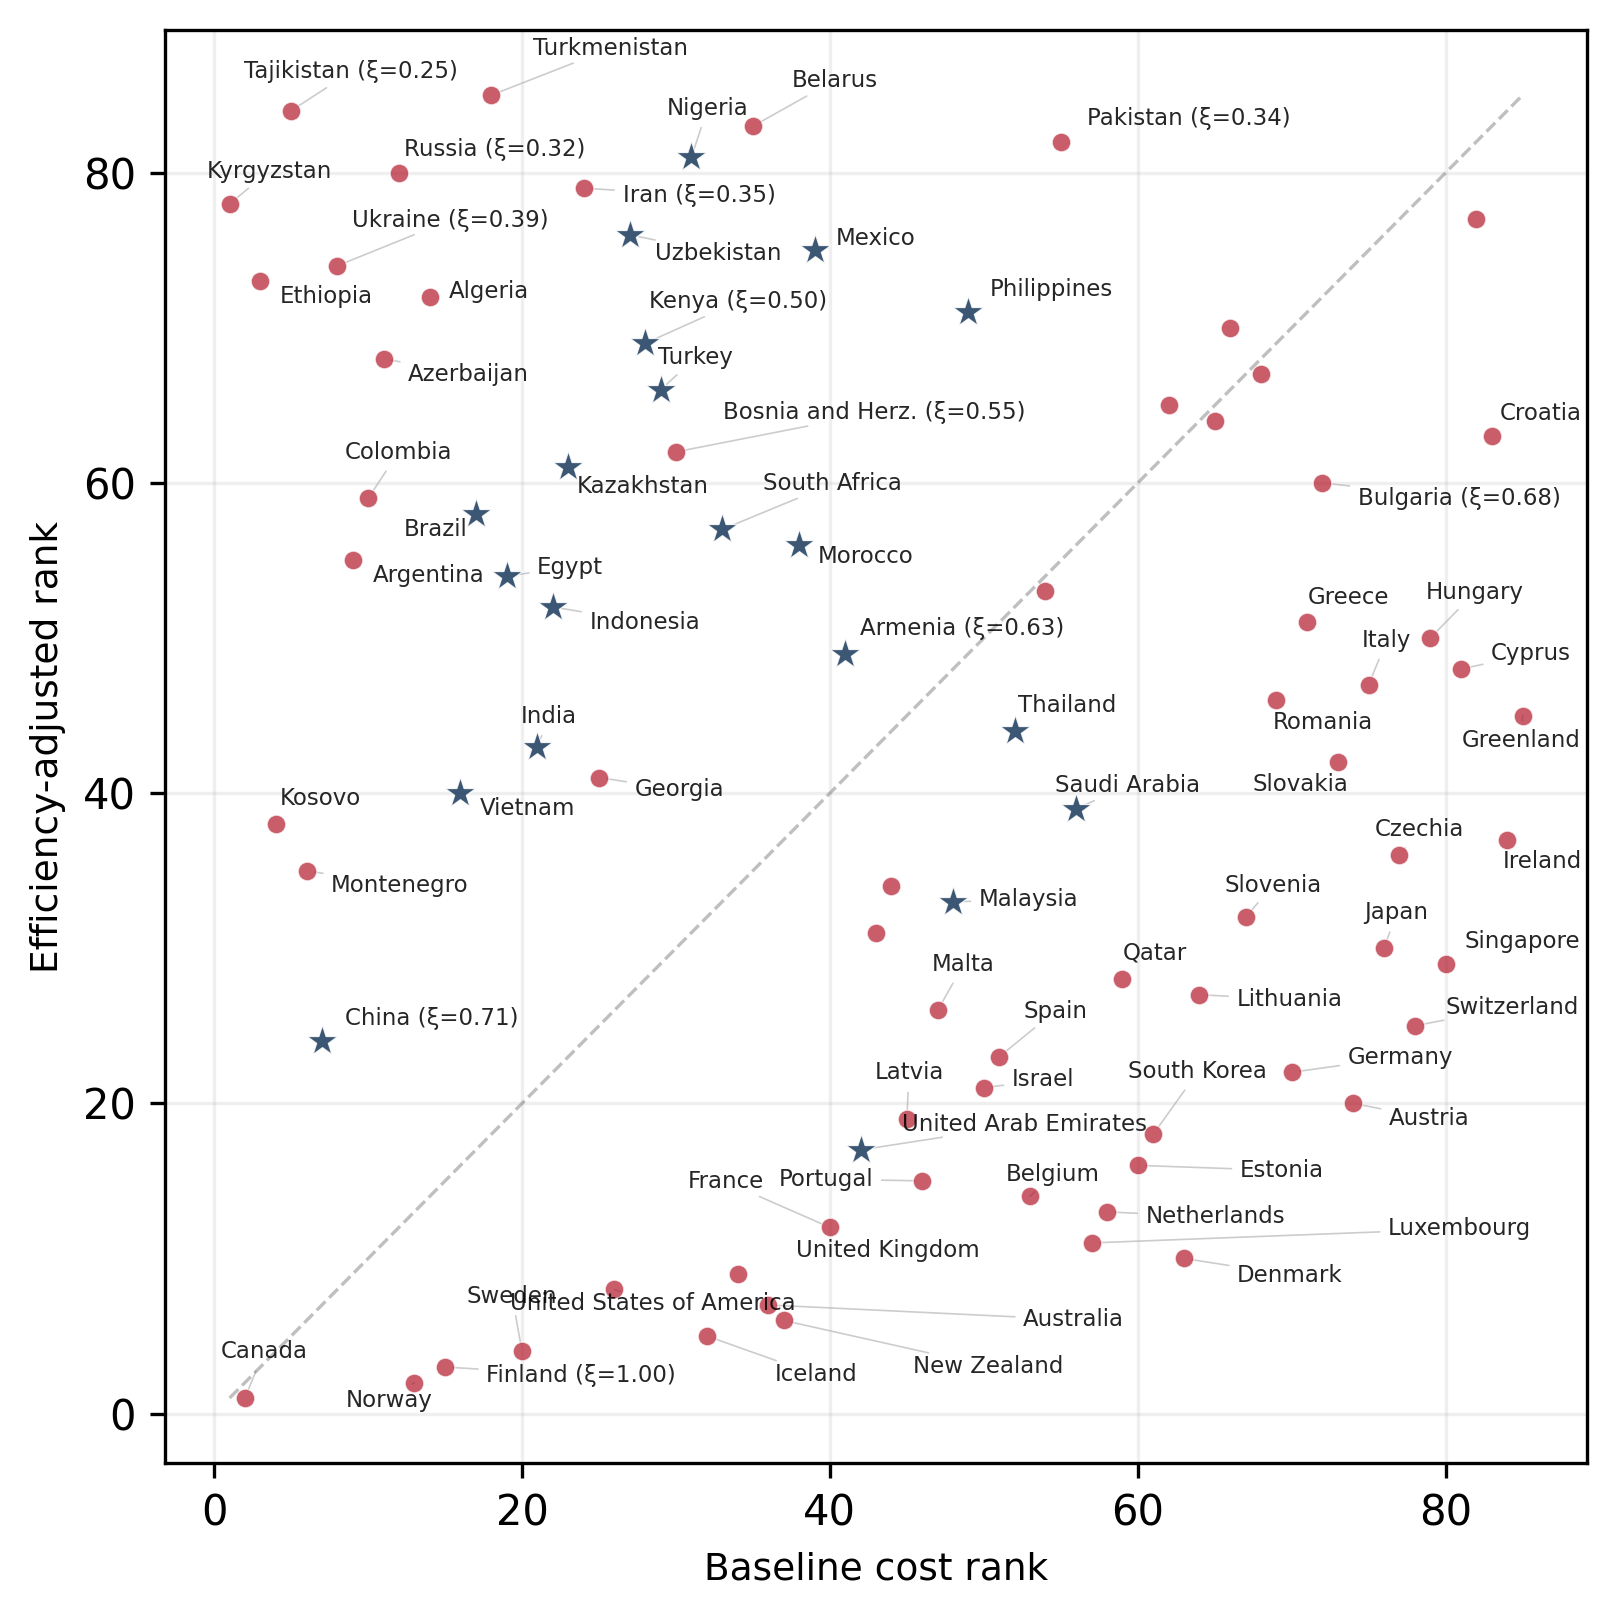 Turkmenistan
Tajikistan (ξ=0.25)
Belarus
Nigeria
Pakistan (ξ=0.34)
Russia (ξ=0.32)
Kyrgyzstan
Iran (ξ=0.35)
Ukraine (ξ=0.39)
Mexico
Uzbekistan
Philippines
Ethiopia
Algeria
Kenya (ξ=0.50)
Turkey
Azerbaijan
Bosnia and Herz. (ξ=0.55)
Croatia
Colombia
Kazakhstan
South Africa
Bulgaria (ξ=0.68)
Brazil
Morocco
Argentina
Egypt
Indonesia
Greece
Hungary
Armenia (ξ=0.63)
Italy
Cyprus
Thailand
India
Romania
Greenland
Georgia
Saudi Arabia
Slovakia
Kosovo
Vietnam
Czechia
Ireland
Montenegro
Malaysia
Slovenia
Japan
Singapore
Qatar
Malta
Lithuania
China (ξ=0.71)
Spain
Switzerland
Germany
Latvia
Israel
South Korea
United Arab Emirates
Austria
France
Portugal
Belgium
Estonia
Netherlands
Luxembourg
United Kingdom
Denmark
Sweden
United States of America
Australia
Canada
New Zealand
Iceland
Finland (ξ=1.00)
Norway
80
60
40
20
0
0
20
40
60
80
Baseline cost rank
Efficiency-adjusted rank